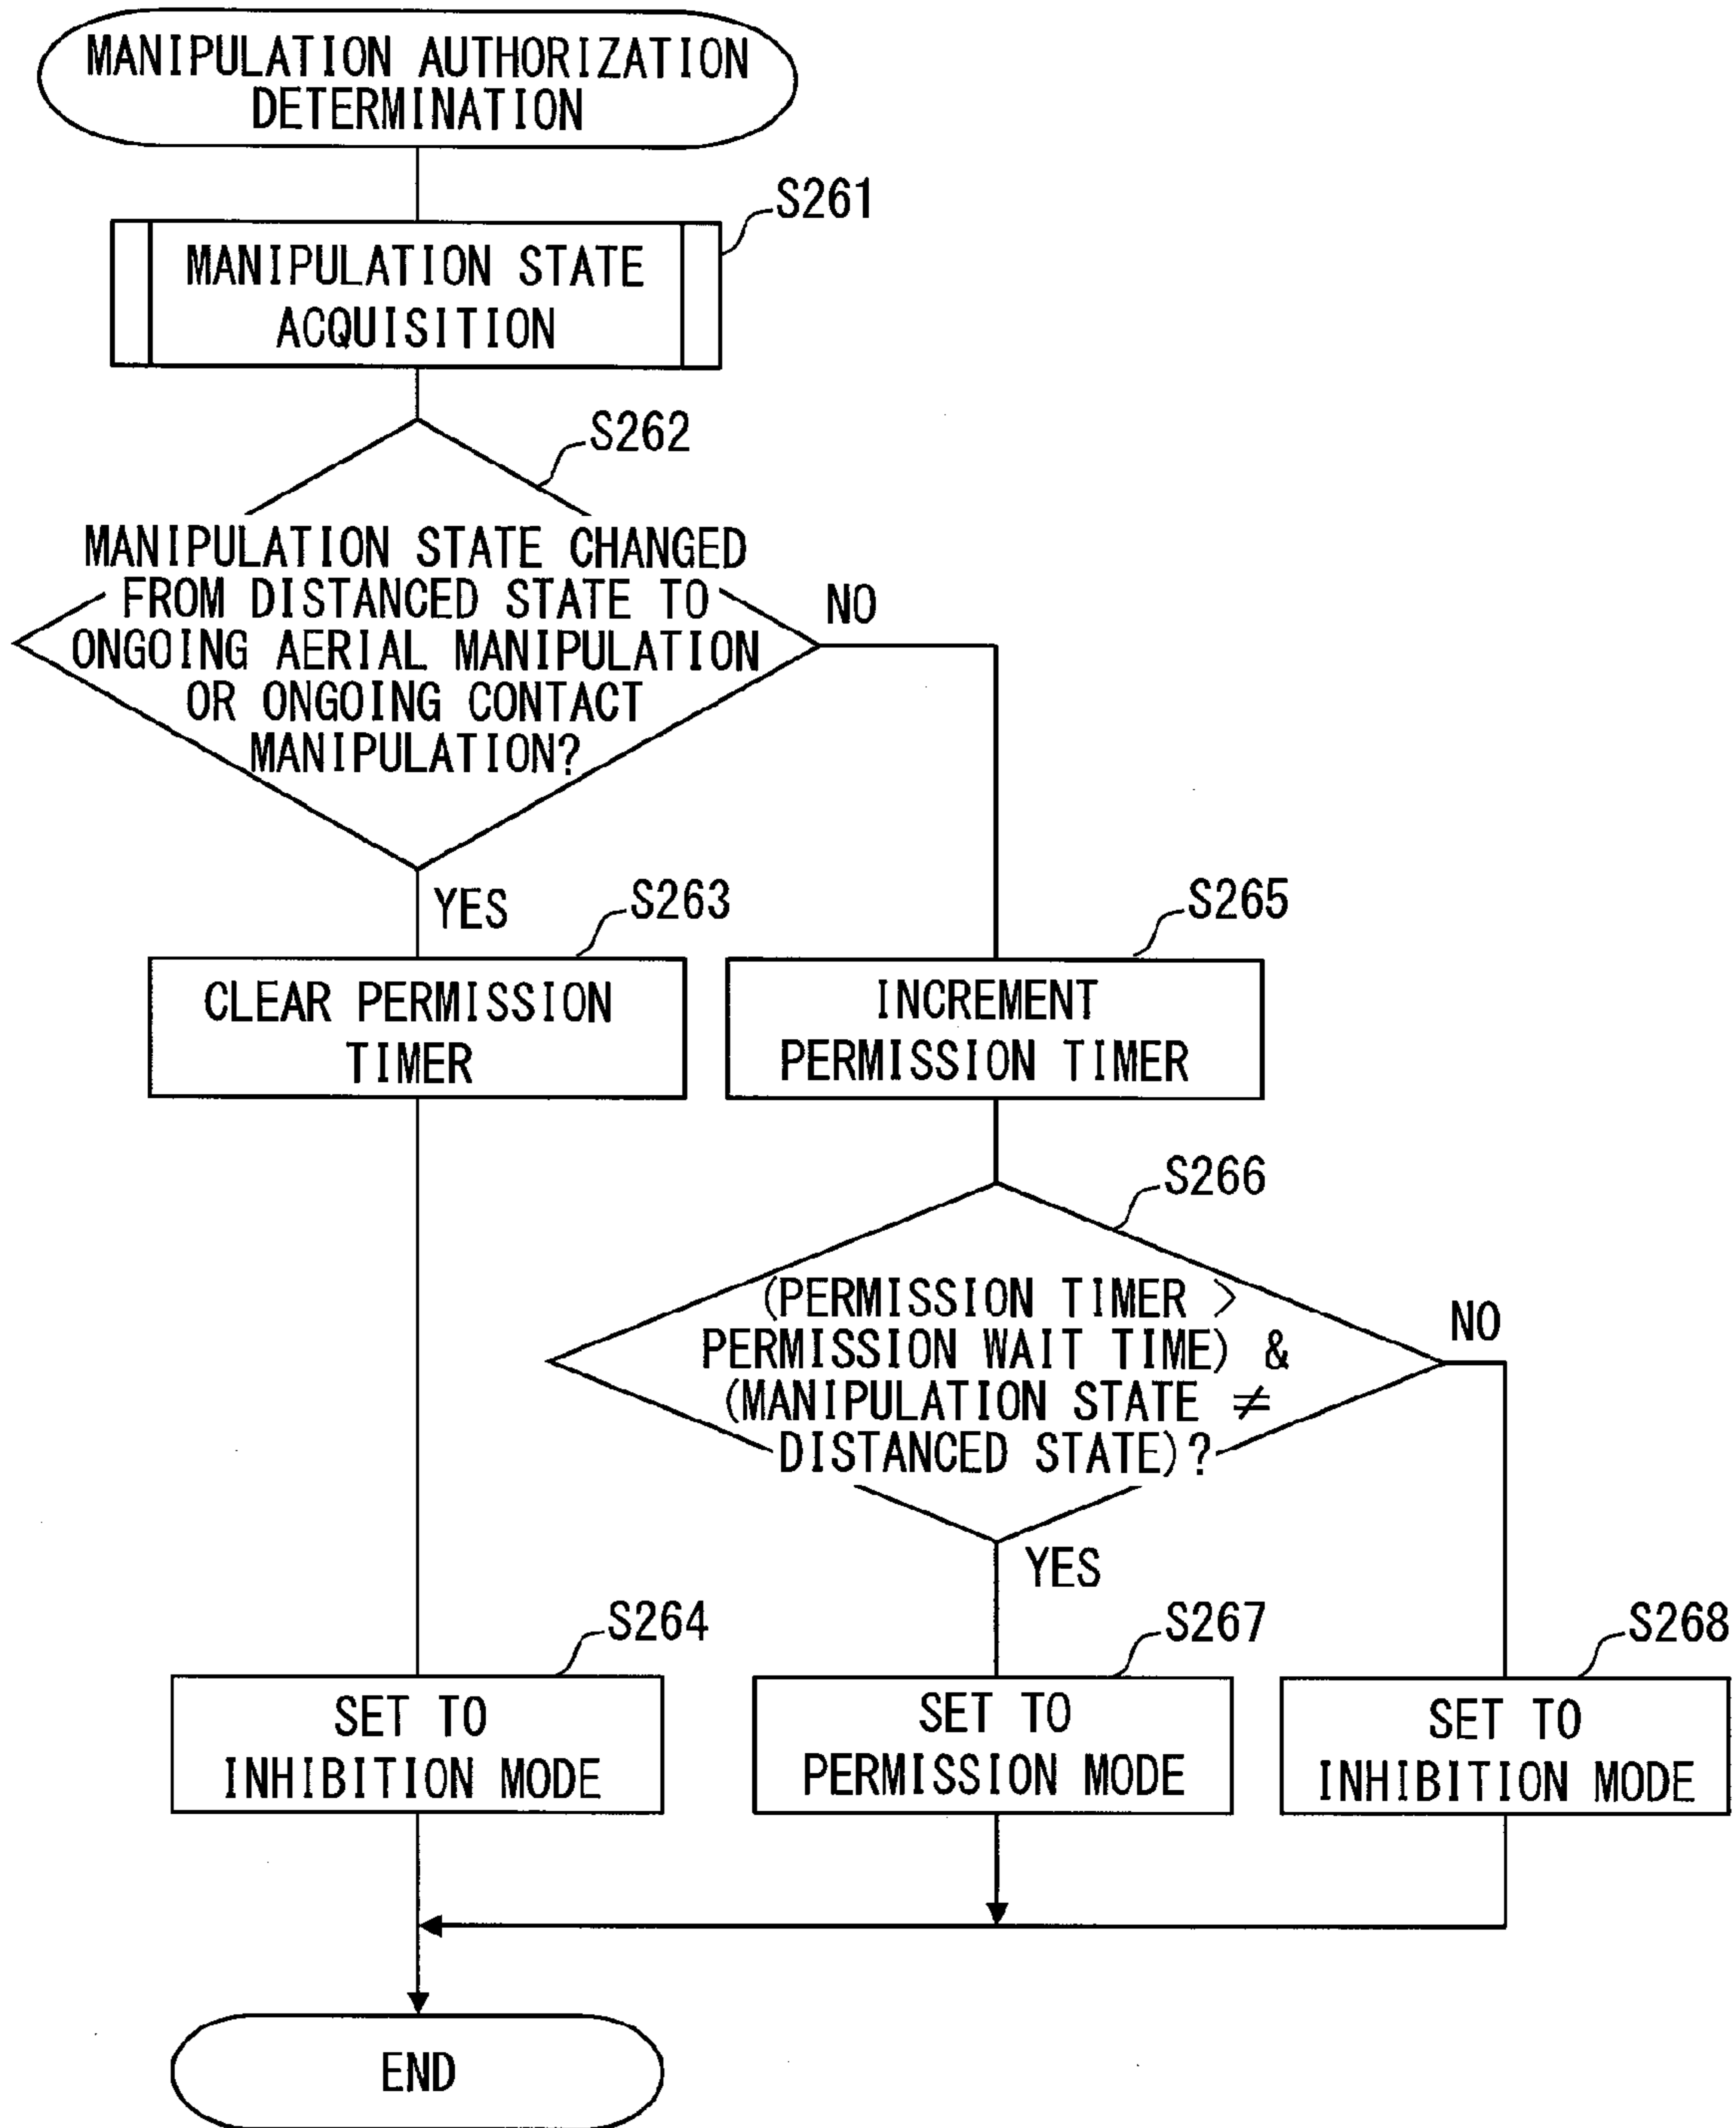 MANIPULATION AUTHORIZATION
DETERMINATION
S261
MANIPULATION STATE
ACQUISITION
S262
MANIPULATION STATE CHANGED
FROM DISTANCED STATE TO
ONGOING AERIAL MANIPULATION
OR ONGOING CONTACT
MANIPULATION?
NO
YES
S263
CLEAR PERMISSION
TIMER
S265
INCREMENT
PERMISSION TIMER
S266
(PERMISSION TIMER >
PERMISSION WAIT TIME) &
(MANIPULATION STATE ≠
DISTANCED STATE)?
NO
YES
S264
SET TO
INHIBITION MODE
S267
SET TO
PERMISSION MODE
S268
SET TO
INHIBITION MODE
END